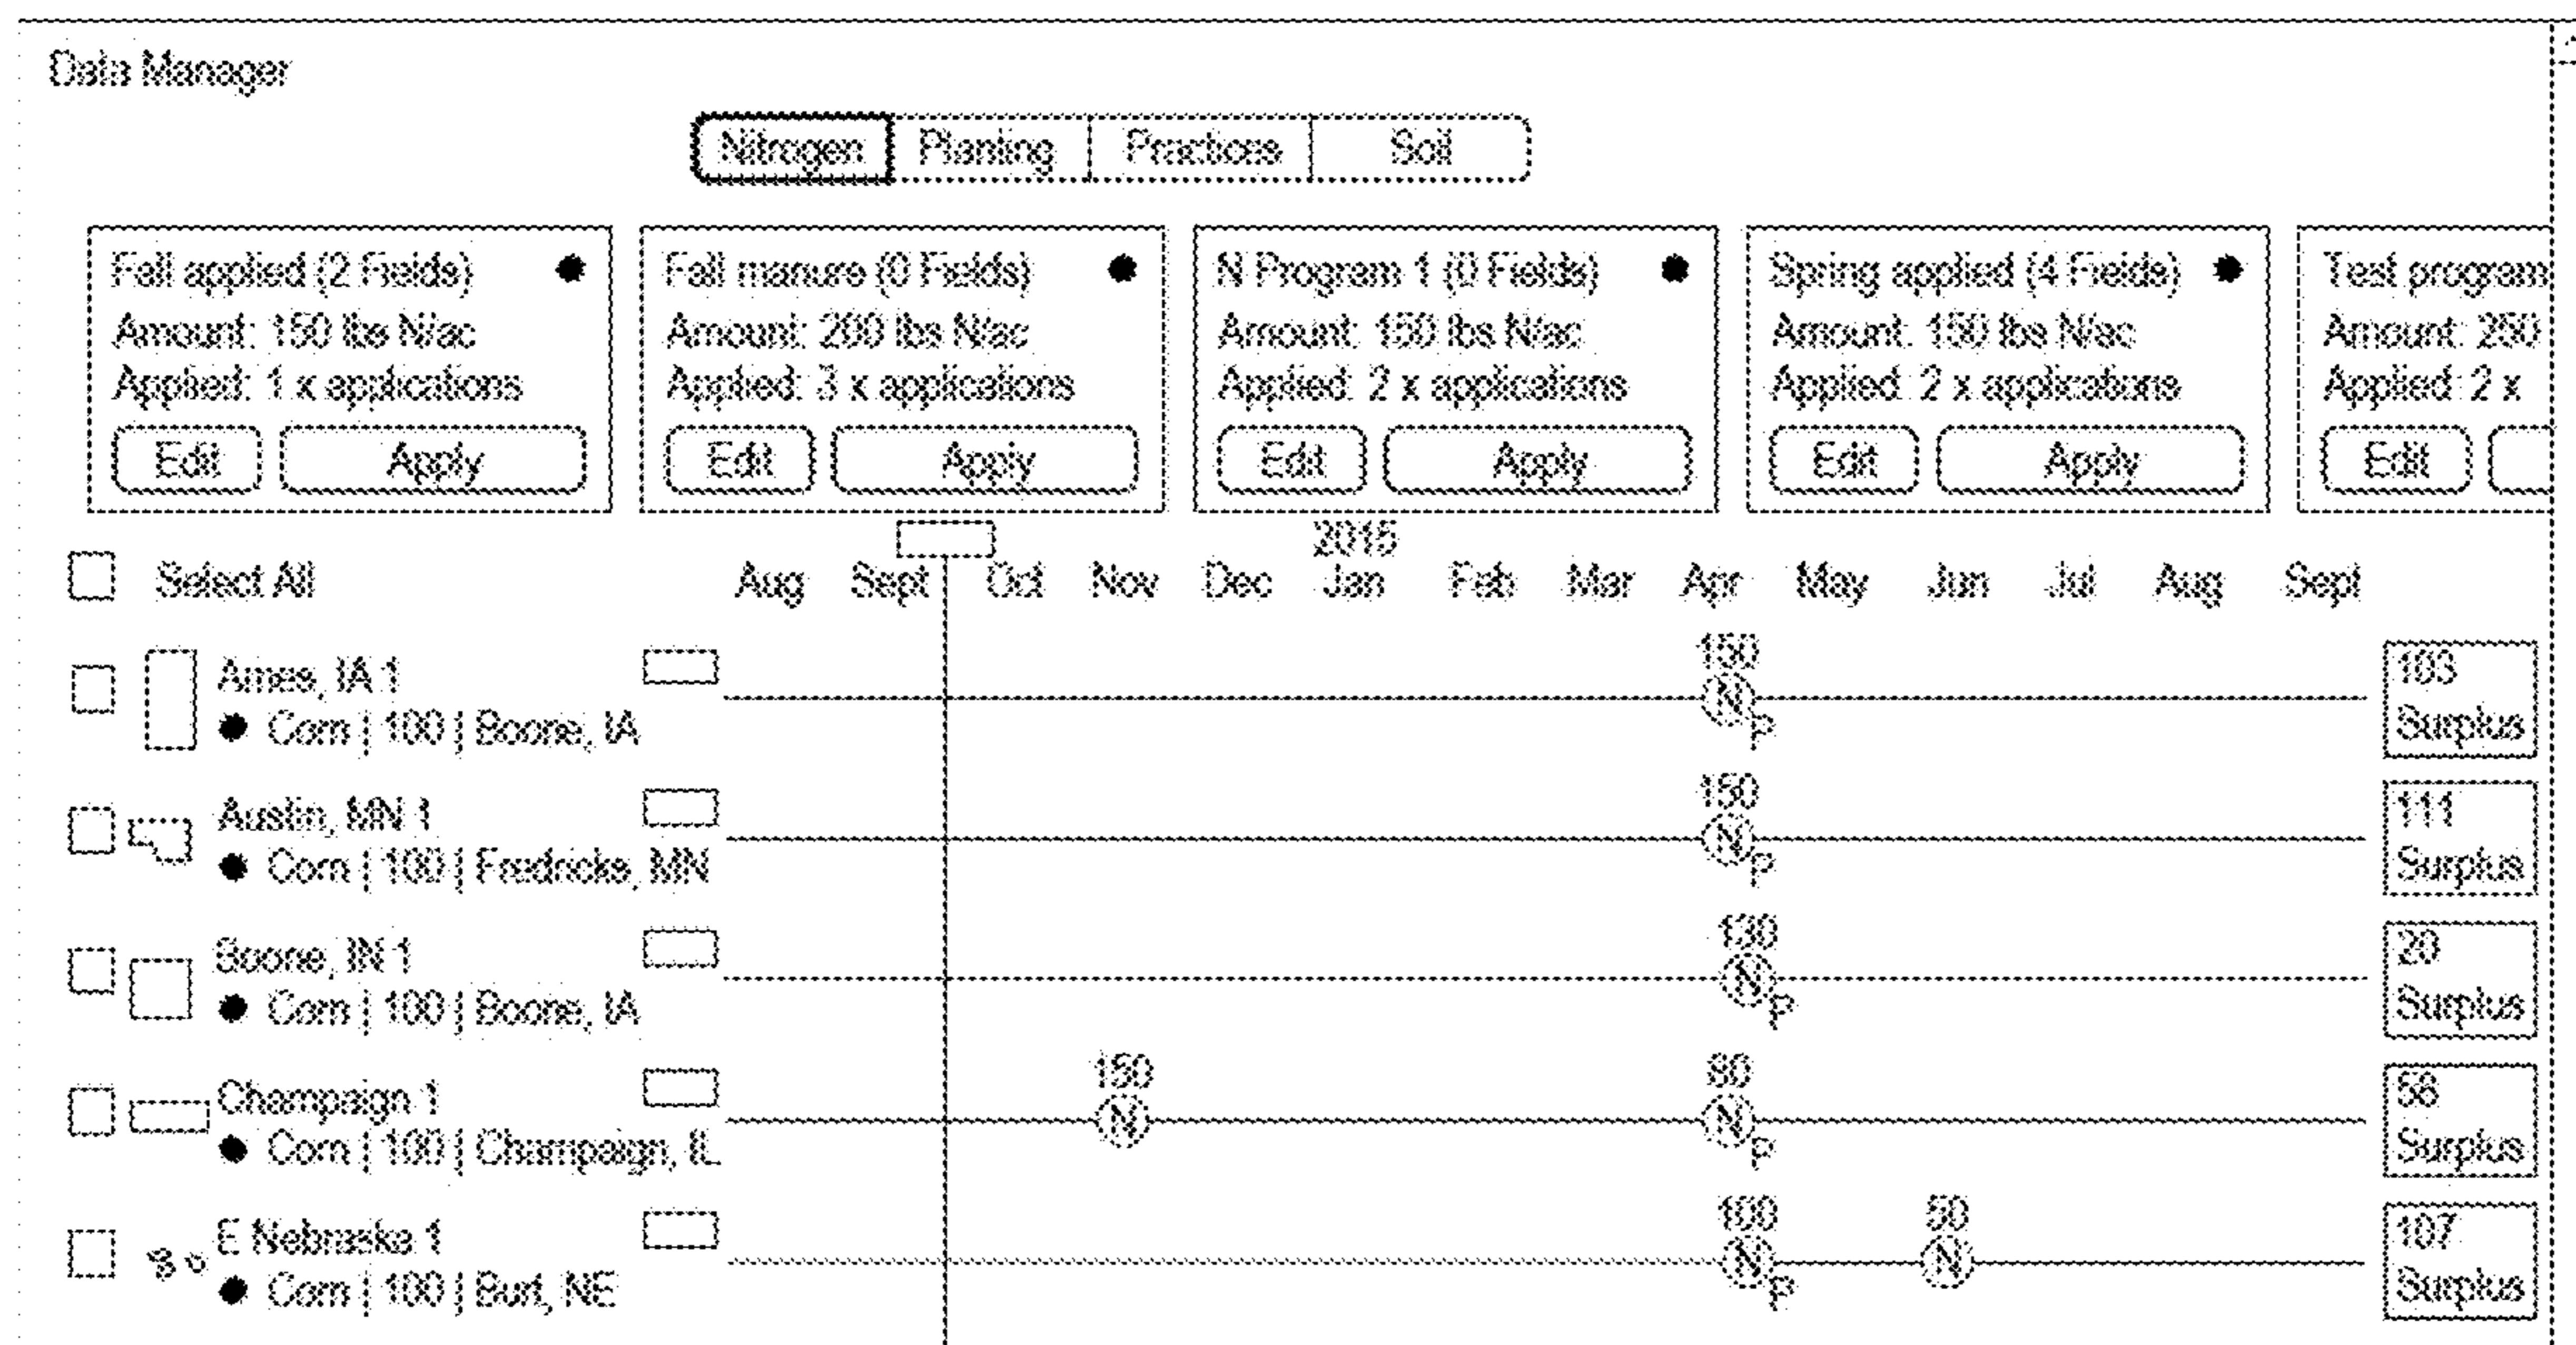 Data Manager
Nitrogen Planting Practices Soil
Fall applied (2 Fields)
Amount: 150 lbs N/ac
Applied: 1 x applications
Edit Apply
Fall manure (0 Fields)
Amount: 200 lbs N/ac
Applied: 3 x applications
Edit Apply
N Program 1 (0 Fields)
Amount: 150 lbs N/ac
Applied: 2 x applications
Edit Apply
Spring applied (4 Fields)
Amount: 150 lbs N/ac
Applied: 2 x applications
Edit Apply
Test program
Amount: 250
Applied: 2 x
Edit
2015
Select All Aug Sept Oct Nov Dec Jan Feb Mar Apr May Jun Jul Aug Sept
Ames, IA 1
Corn | 100 | Boone, IA
150
N P
103
Surplus
Austin, MN 1
Corn | 100 | Fredricks, MN
150
N P
111
Surplus
Boone, IN 1
Corn | 100 | Boone, IA
130
N P
20
Surplus
Champaign 1
Corn | 100 | Champaign, IL
150 80
N N P
Surplus
E Nebraska 1
Corn | 100 | Burt, NE
100 50
N P N
107
Surplus